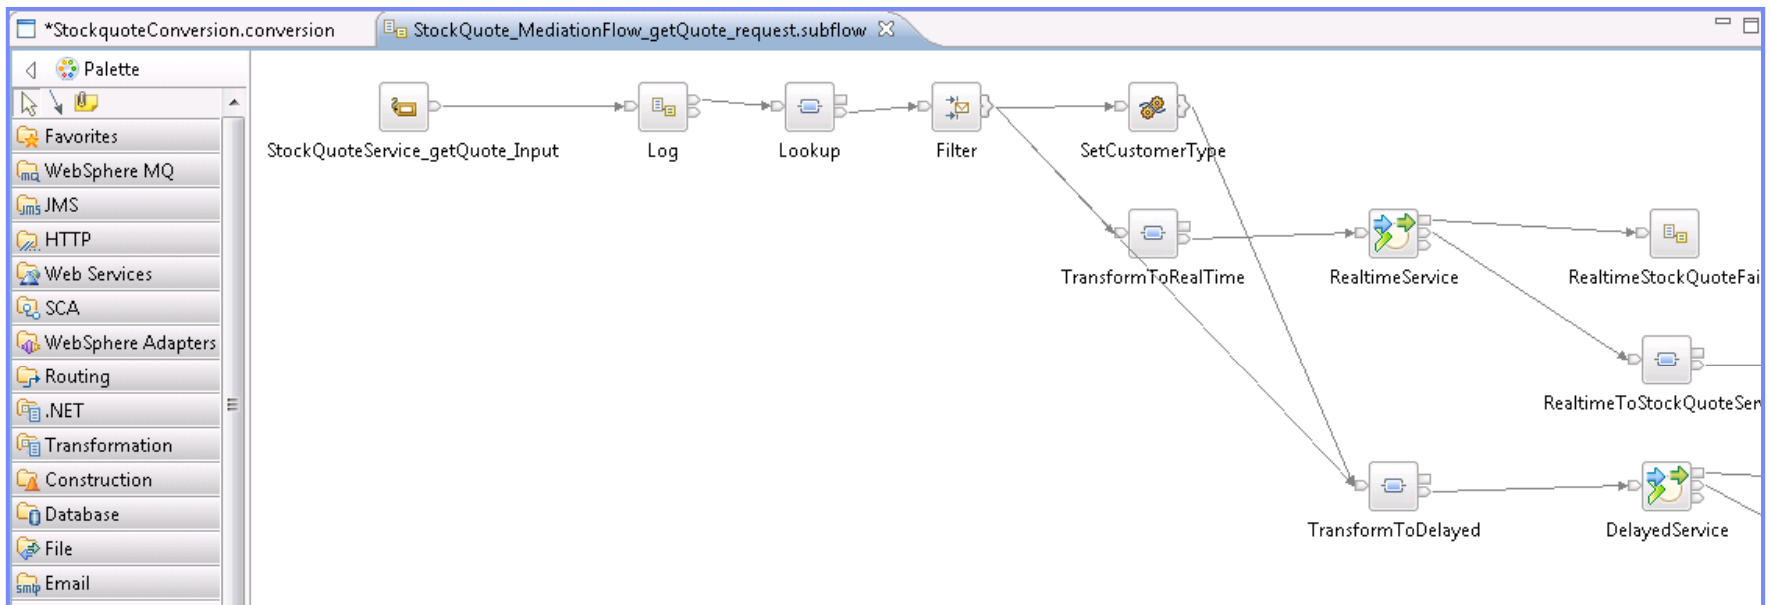 *StockquoteConversion.conversion
StockQuote_MediationFlow_getQuote_request.subflow
Palette
Favorites
WebSphere MQ
JMS
HTTP
Web Services
SCA
WebSphere Adapters
Routing
.NET
Transformation
Construction
Database
File
Email
StockQuoteService_getQuote_Input
Log
Lookup
Filter
SetCustomerType
TransformToRealTime
RealtimeService
RealtimeStockQuoteFai
RealtimeToStockQuoteSer
TransformToDelayed
DelayedService